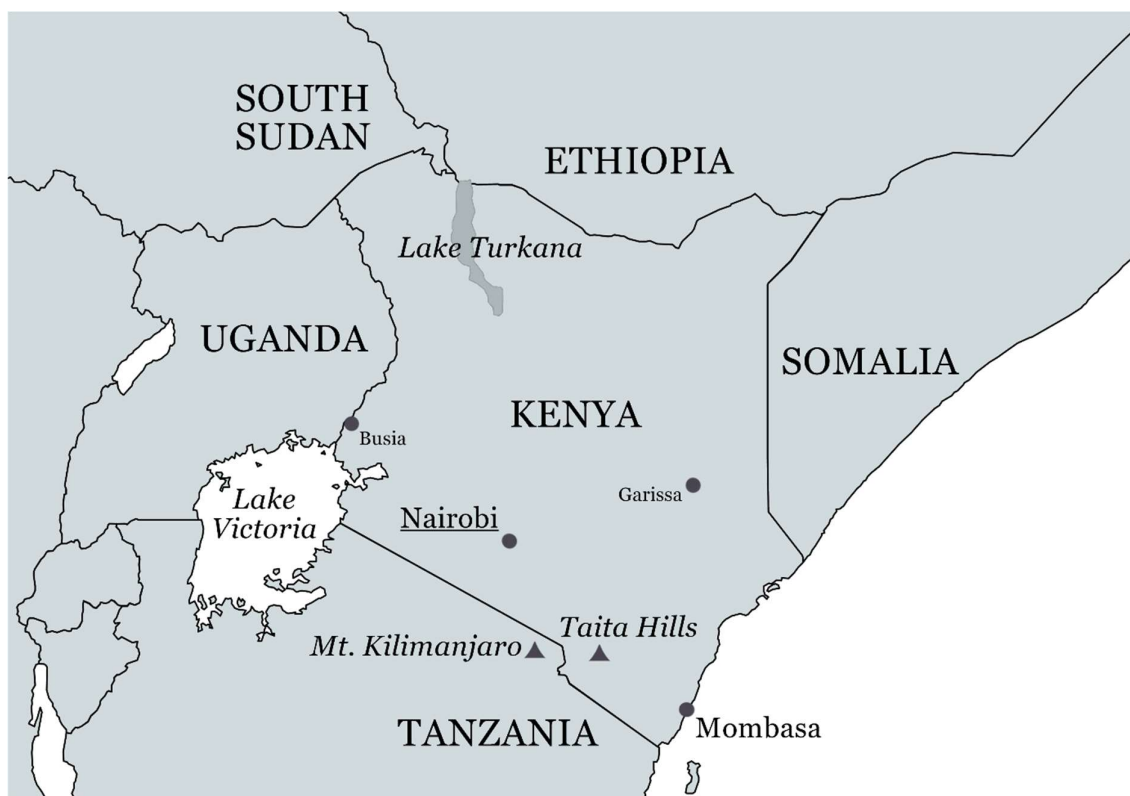 SOUTH
SUDAN
ETHIOPIA
Lake Turkana
UGANDA
SOMALIA
KENYA
Busia
Garissa
Lake
Victoria
Nairobi
Taita Hills
Mt. Kilimanjaro
TANZANIA
Mombasa